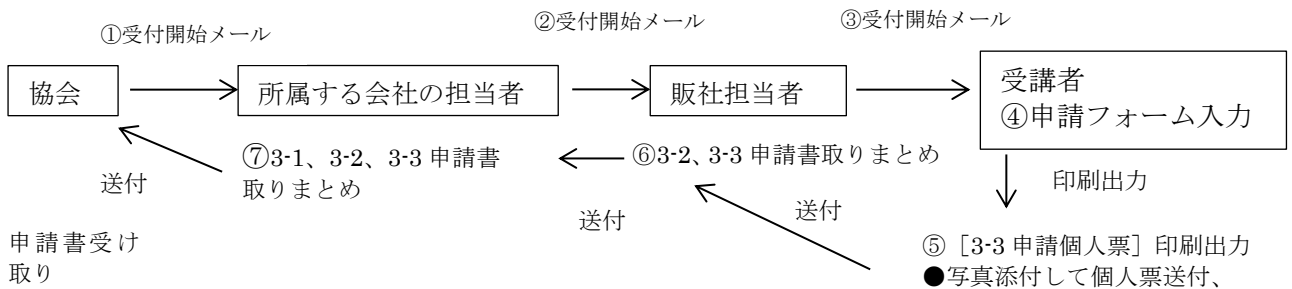 ①受付開始メール
②受付開始メール
③受付開始メール
協会
所属する会社の担当者
販社担当者
受講者
④申請フォーム入力
⑦3-1、3-2、3-3 申請書
取りまとめ
⑥3-2、3-3 申請書取りまとめ
送付
送付
送付
印刷出力
申請書受け
取り
⑤［3-3 申請個人票］印刷出力
●写真添付して個人票送付、